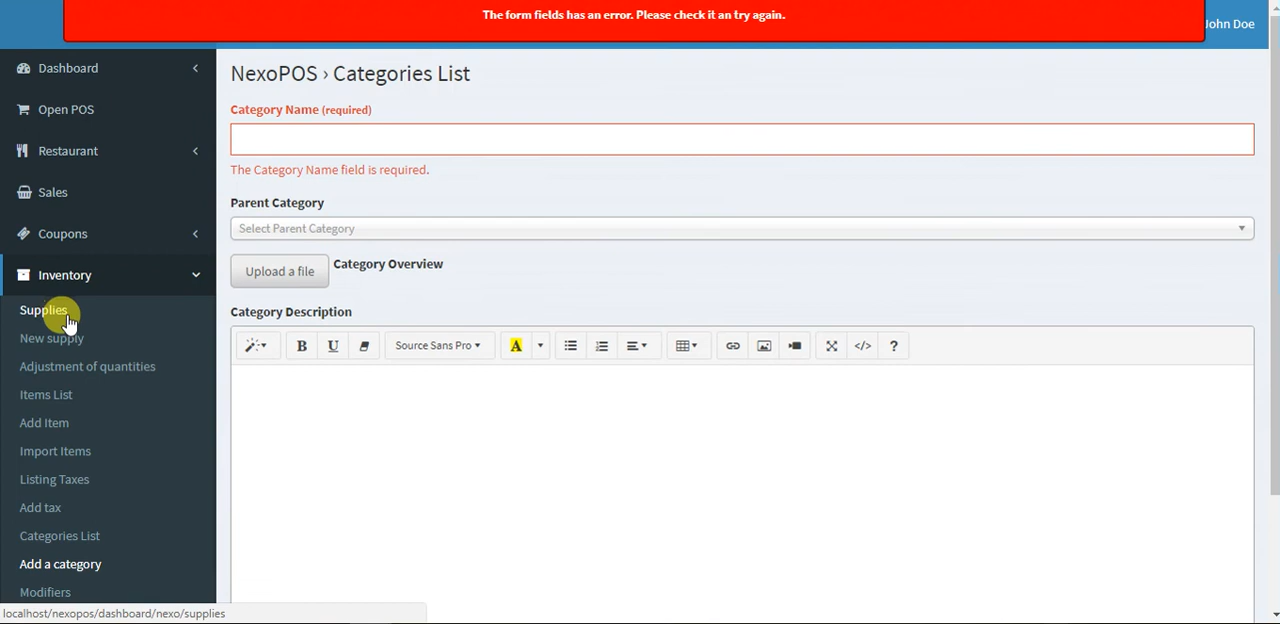 The form fields has an error. Please check it an try again.
John Doe
Dashboard
Open POS
Restaurant
Sales
Coupons
Inventory
Supplies
New supply
Adjustment of quantities
Items List
Add Item
Import Items
Listing Taxes
Add tax
Categories List
Add a category
Modifiers
NexoPOS › Categories List
Category Name (required)
The Category Name field is required.
Parent Category
Select Parent Category
Upload a file
Category Overview
Category Description
B U Source Sans Pro A </> ?
localhost/nexopos/dashboard/nexo/supplies